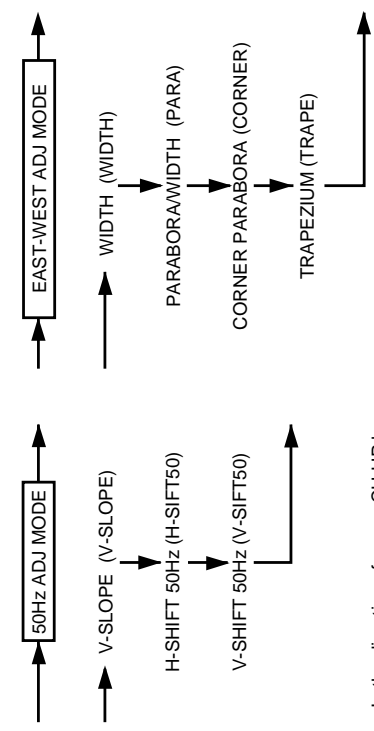 50Hz ADJ MODE
V-SLOPE (V-SLOPE)
H-SHIFT 50Hz (H-SIFT50)
V-SHIFT 50Hz (V-SIFT50)
EAST-WEST ADJ MODE
WIDTH (WIDTH)
PARABORA/WIDTH (PARA)
CORNER PARABORA (CORNER)
TRAPEZIUM (TRAPE)